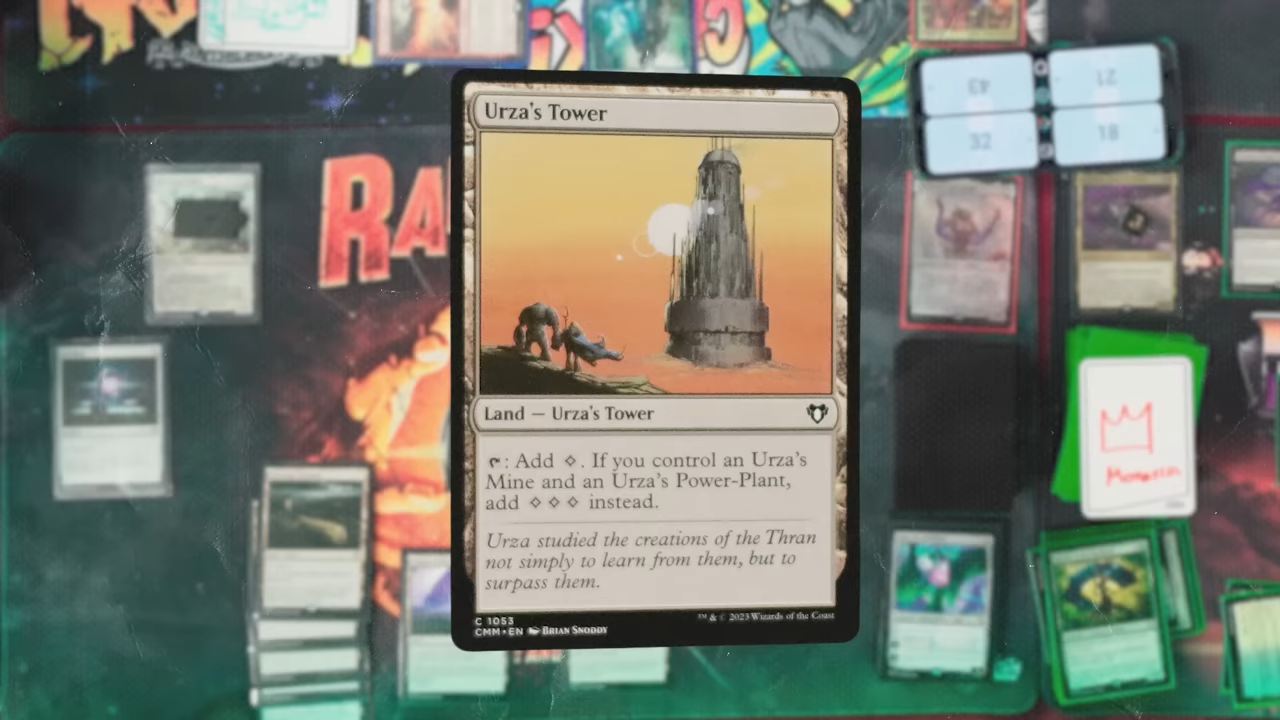 43
21
32
18
RA
Urza's Tower
Land — Urza's Tower
: Add . If you control an Urza's
Mine and an Urza's Power-Plant,
add instead.
Urza studied the creations of the Thran
not simply to learn from them, but to
surpass them.
C 1053
CMM • EN BRIAN SNODDY
™ & © 2023 Wizards of the Coast